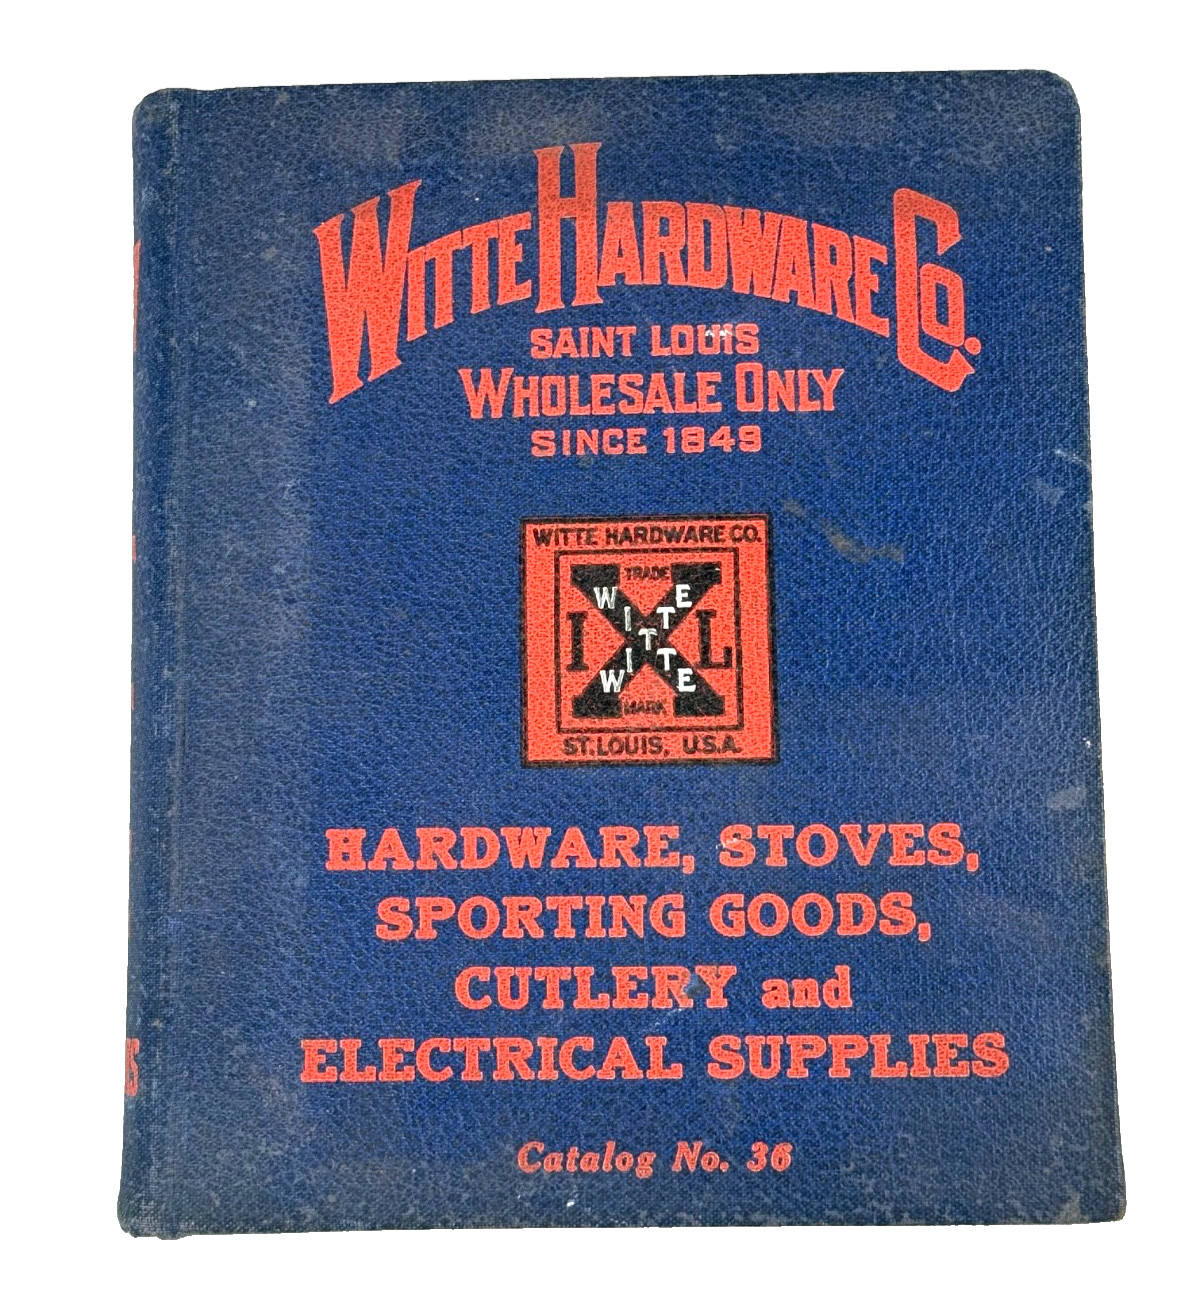 WITTE HARDWARE CO.
SAINT LOUIS
WHOLESALE ONLY
SINCE 1849
WITTE HARDWARE CO.
TRADE
WITTE
I X L
WITTE
MARK
ST. LOUIS, U.S.A.
HARDWARE, STOVES,
SPORTING GOODS,
CUTLERY and
ELECTRICAL SUPPLIES
Catalog No. 36